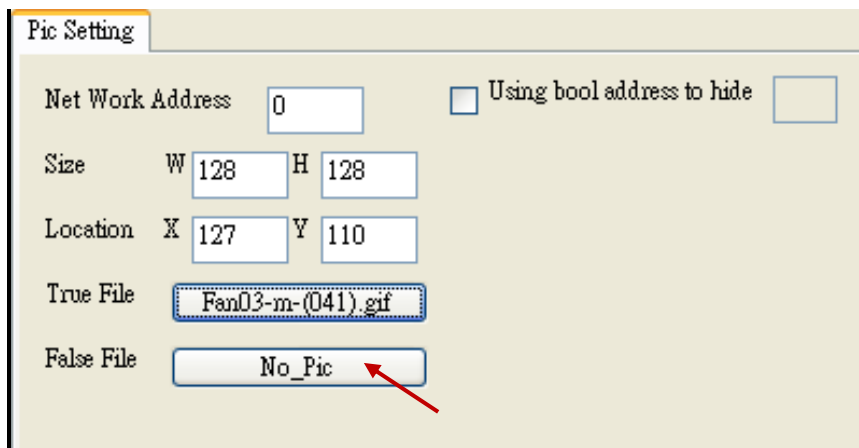 Pic Setting
Net Work Address 0 Using bool address to hide
Size W 128 H 128
Location X 127 Y 110
True File Fan03-m-(041).gif
False File No_Pic